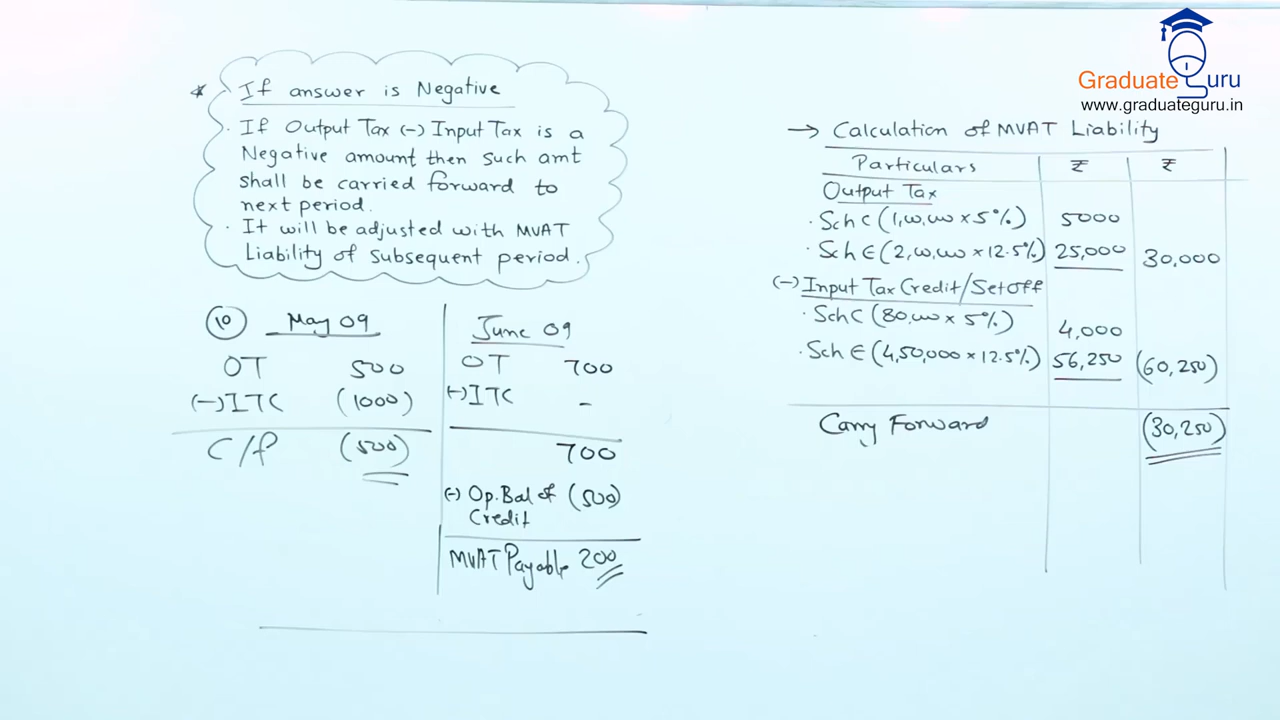 Graduate Guru
www.graduateguru.in
* If answer is Negative
· If Output Tax (-) Input Tax is a
Negative amount then such amt
shall be carried forward to
next period.
· It will be adjusted with MVAT
Liability of Subsequent period.
10 May 09
OT 500
(-) ITC (1000)
C/f (500)
June 09
OT 700
(-) ITC -
700
(-) Op. Bal of (500)
Credit
MVAT Payable 200
→ Calculation of MVAT Liability
Particulars ₹ ₹
Output Tax
· Sch C (1,00,000 x 5%) 5000
· Sch E (2,00,000 x 12.5%) 25,000 30,000
(-) Input Tax Credit/Setoff
· Sch C (80,000 x 5%) 4,000
· Sch E (4,50,000 x 12.5%) 56,250 (60,250)
Carry Forward (30,250)